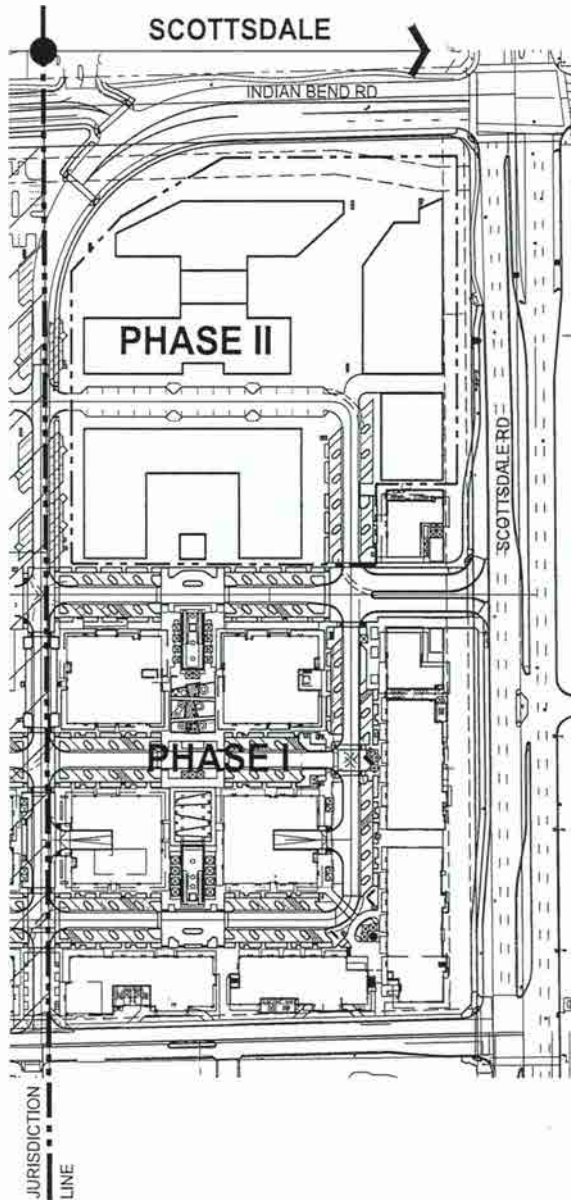 SCOTTSDALE
INDIAN BEND RD
PHASE II
SCOTTSDALE RD
PHASE I
JURISDICTION
LINE